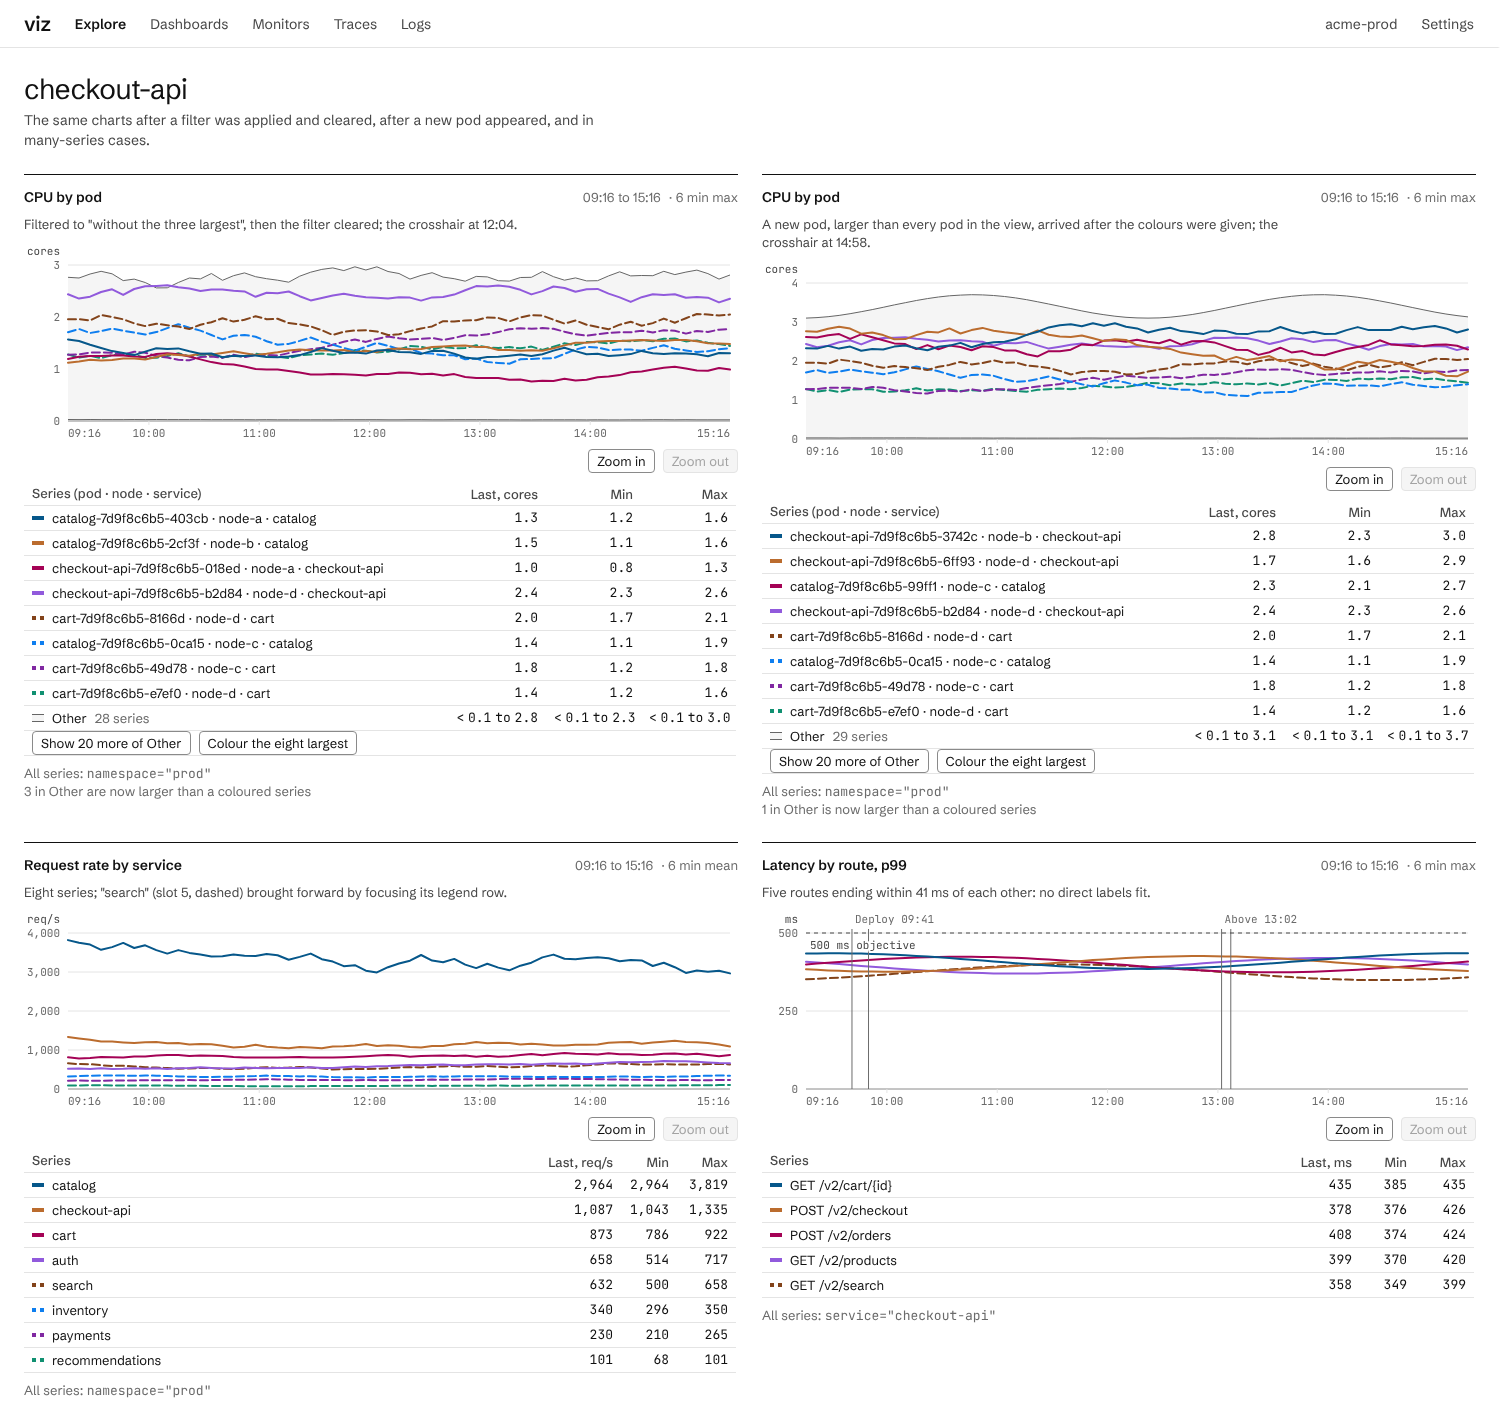 viz Explore Dashboards Monitors Traces Logs acme-prod Settings
checkout-api
The same charts after a filter was applied and cleared, after a new pod appeared, and in
many-series cases.
CPU by pod 09:16 to 15:16 · 6 min max
Filtered to "without the three largest", then the filter cleared; the crosshair at 12:04.
cores
3
2
1
0
09:16 10:00 11:00 12:00 13:00 14:00 15:16
Zoom in Zoom out
Series (pod · node · service) Last, cores Min Max
catalog-7d9f8c6b5-403cb · node-a · catalog 1.3 1.2 1.6
catalog-7d9f8c6b5-2cf3f · node-b · catalog 1.5 1.1 1.6
checkout-api-7d9f8c6b5-018ed · node-a · checkout-api 1.0 0.8 1.3
checkout-api-7d9f8c6b5-b2d84 · node-d · checkout-api 2.4 2.3 2.6
cart-7d9f8c6b5-8166d · node-d · cart 2.0 1.7 2.1
catalog-7d9f8c6b5-0ca15 · node-c · catalog 1.4 1.1 1.9
cart-7d9f8c6b5-49d78 · node-c · cart 1.8 1.2 1.8
cart-7d9f8c6b5-e7ef0 · node-d · cart 1.4 1.2 1.6
Other 28 series < 0.1 to 2.8 < 0.1 to 2.3 < 0.1 to 3.0
Show 20 more of Other Colour the eight largest
All series: namespace="prod"
3 in Other are now larger than a coloured series
CPU by pod 09:16 to 15:16 · 6 min max
A new pod, larger than every pod in the view, arrived after the colours were given; the
crosshair at 14:58.
cores
4
3
2
1
0
09:16 10:00 11:00 12:00 13:00 14:00 15:16
Zoom in Zoom out
Series (pod · node · service) Last, cores Min Max
checkout-api-7d9f8c6b5-3742c · node-b · checkout-api 2.8 2.3 3.0
checkout-api-7d9f8c6b5-6ff93 · node-d · checkout-api 1.7 1.6 2.9
catalog-7d9f8c6b5-99ff1 · node-c · catalog 2.3 2.1 2.7
checkout-api-7d9f8c6b5-b2d84 · node-d · checkout-api 2.4 2.3 2.6
cart-7d9f8c6b5-8166d · node-d · cart 2.0 1.7 2.1
catalog-7d9f8c6b5-0ca15 · node-c · catalog 1.4 1.1 1.9
cart-7d9f8c6b5-49d78 · node-c · cart 1.8 1.2 1.8
cart-7d9f8c6b5-e7ef0 · node-d · cart 1.4 1.2 1.6
Other 29 series < 0.1 to 3.1 < 0.1 to 3.1 < 0.1 to 3.7
Show 20 more of Other Colour the eight largest
All series: namespace="prod"
1 in Other is now larger than a coloured series
Request rate by service 09:16 to 15:16 · 6 min mean
Eight series; "search" (slot 5, dashed) brought forward by focusing its legend row.
req/s
4,000
3,000
2,000
1,000
0
09:16 10:00 11:00 12:00 13:00 14:00 15:16
Zoom in Zoom out
Series Last, req/s Min Max
catalog 2,964 2,964 3,819
checkout-api 1,087 1,043 1,335
cart 873 786 922
auth 658 514 717
search 632 500 658
inventory 340 296 350
payments 230 210 265
recommendations 101 68 101
All series: namespace="prod"
Latency by route, p99 09:16 to 15:16 · 6 min max
Five routes ending within 41 ms of each other: no direct labels fit.
ms Deploy 09:41 Above 13:02
500
500 ms objective
250
0
09:16 10:00 11:00 12:00 13:00 14:00 15:16
Zoom in Zoom out
Series Last, ms Min Max
GET /v2/cart/{id} 435 385 435
POST /v2/checkout 378 376 426
POST /v2/orders 408 374 424
GET /v2/products 399 370 420
GET /v2/search 358 349 399
All series: service="checkout-api"